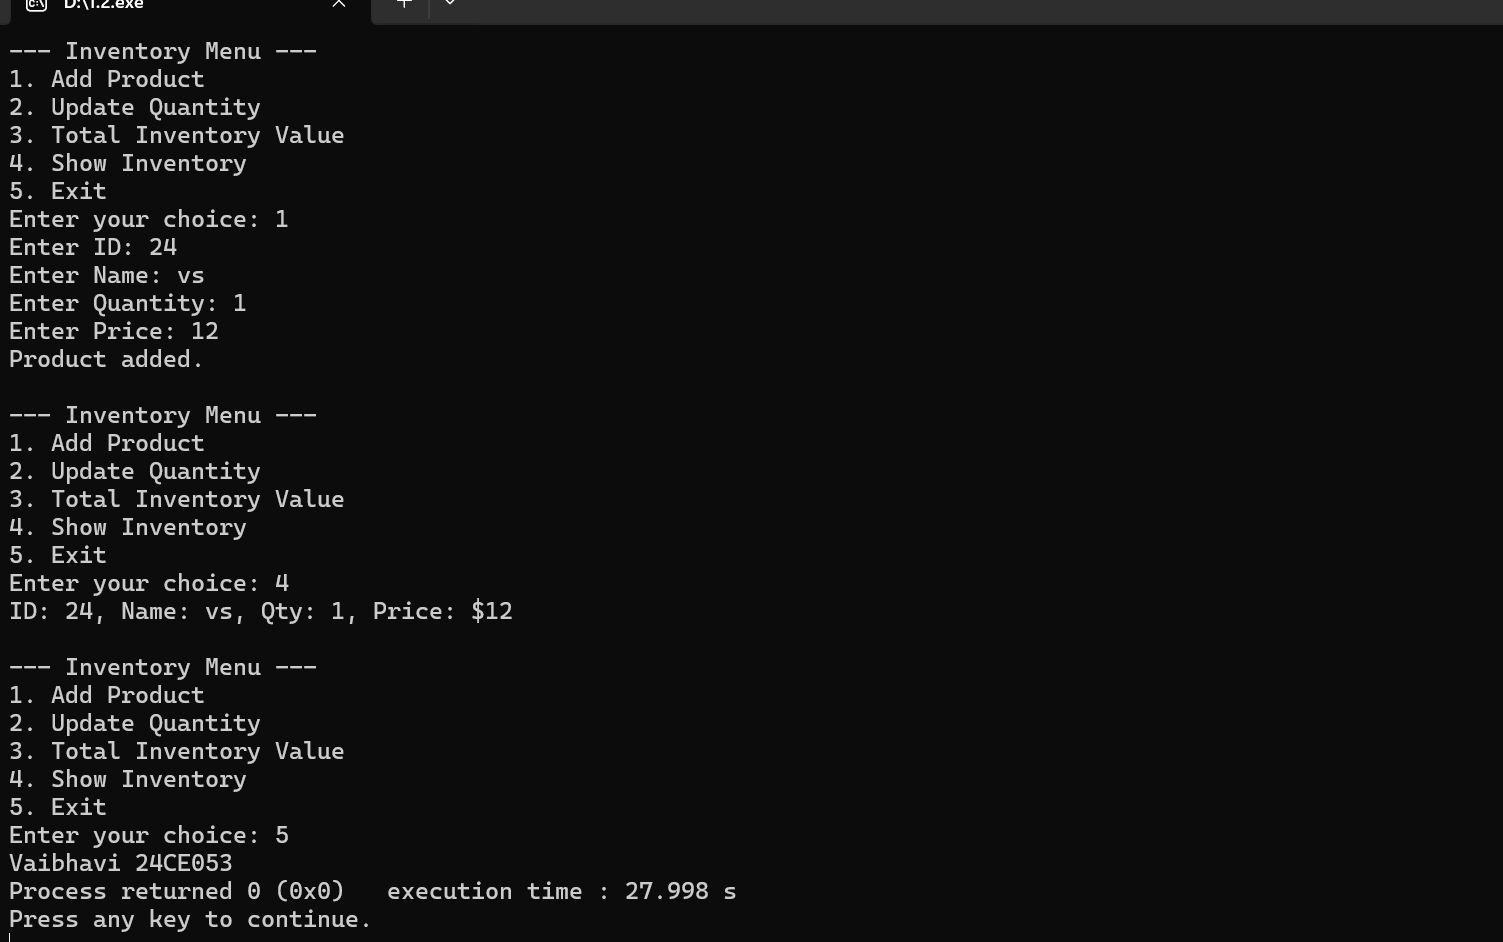 D:\1.2.exe
--- Inventory Menu ---
1. Add Product
2. Update Quantity
3. Total Inventory Value
4. Show Inventory
5. Exit
Enter your choice: 1
Enter ID: 24
Enter Name: vs
Enter Quantity: 1
Enter Price: 12
Product added.
--- Inventory Menu ---
1. Add Product
2. Update Quantity
3. Total Inventory Value
4. Show Inventory
5. Exit
Enter your choice: 4
ID: 24, Name: vs, Qty: 1, Price: $12
--- Inventory Menu ---
1. Add Product
2. Update Quantity
3. Total Inventory Value
4. Show Inventory
5. Exit
Enter your choice: 5
Vaibhavi 24CE053
Process returned 0 (0x0)   execution time : 27.998 s
Press any key to continue.